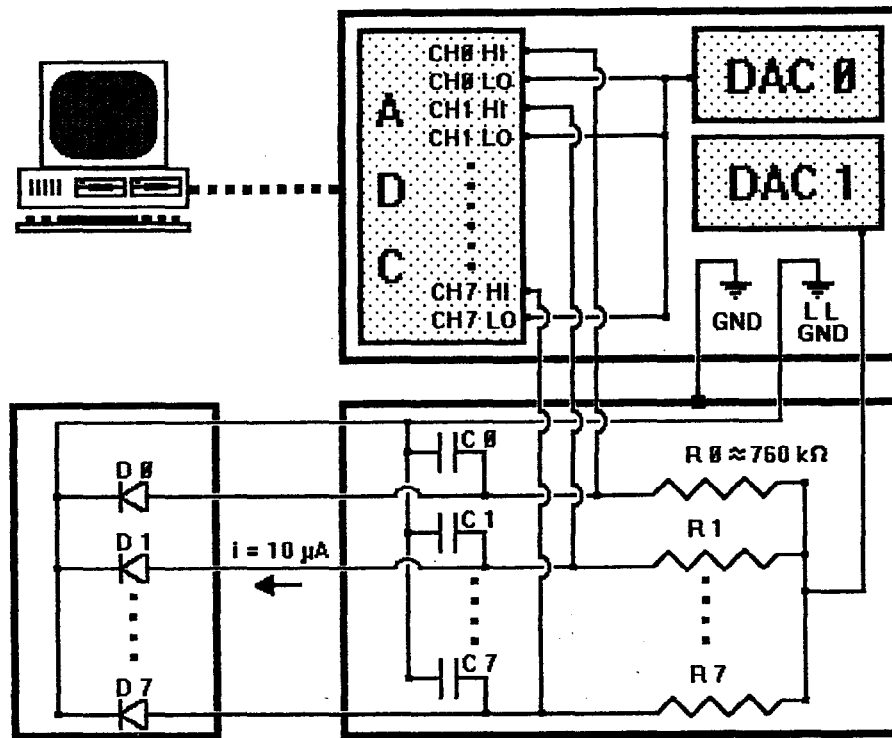 CH0 HI
CH0 LO
CH1 HI
CH1 LO
A
D
C
CH7 HI
CH7 LO
DAC 0
DAC 1
GND
L L
GND
D 0
D 1
D 7
i = 10 µA
C 0
C 1
C 7
R 0 ≈ 760 kΩ
R 1
R 7